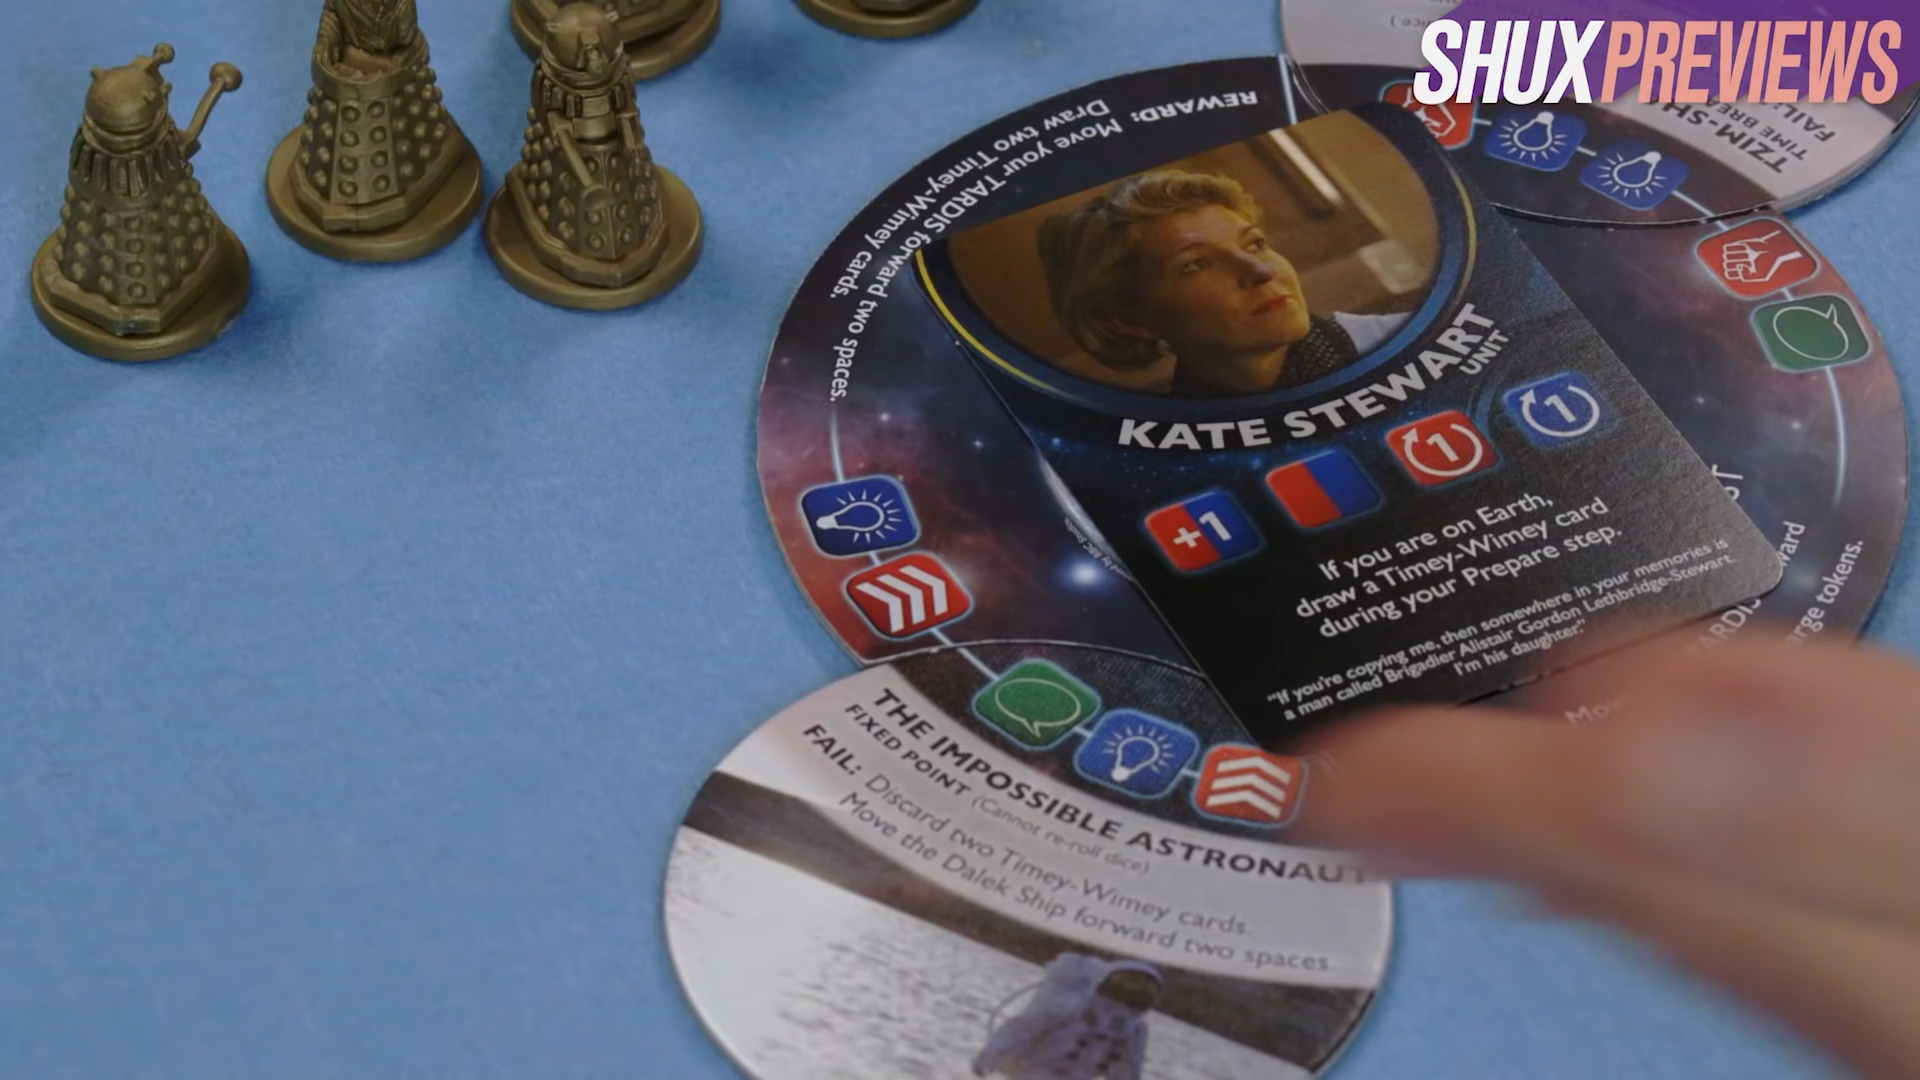 SHUX PREVIEWS
REWARD: Move your TARDIS forward two spaces.
Draw two Timey-Wimey cards.
FAIL:
KATE STEWART
UNIT
+1
1
1
If you are on Earth,
draw a Timey-Wimey card
during your Prepare step.
"If you're copying me, then somewhere in your memories is
a man called Brigadier Alistair Gordon Lethbridge-Stewart.
I'm his daughter."
tokens.
THE IMPOSSIBLE ASTRONAUT
FIXED POINT (Cannot re-roll dice)
FAIL: Discard two Timey-Wimey cards.
Move the Dalek Ship forward two spaces.